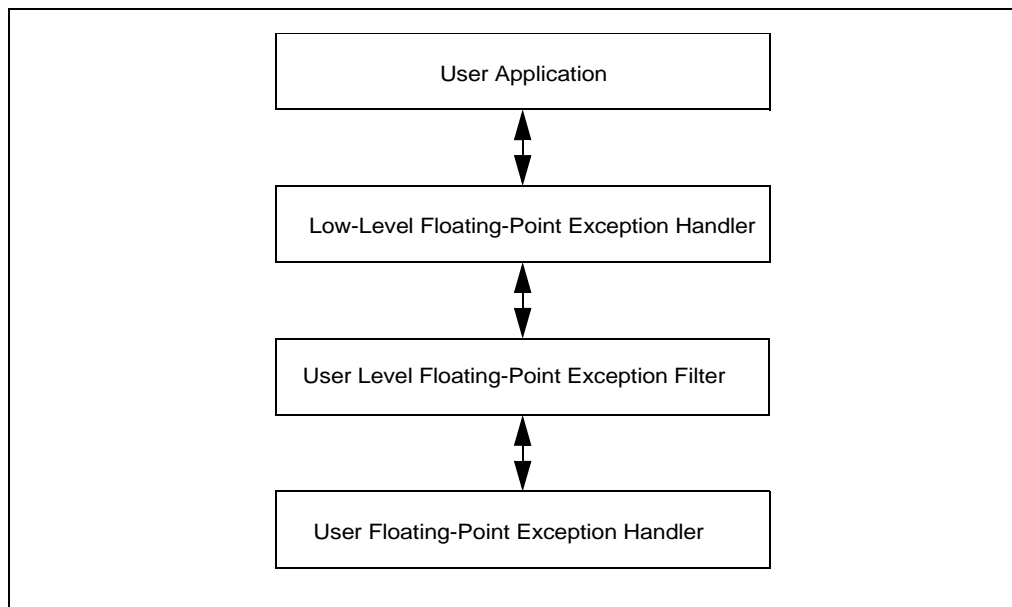 User Application
Low-Level Floating-Point Exception Handler
User Level Floating-Point Exception Filter
User Floating-Point Exception Handler